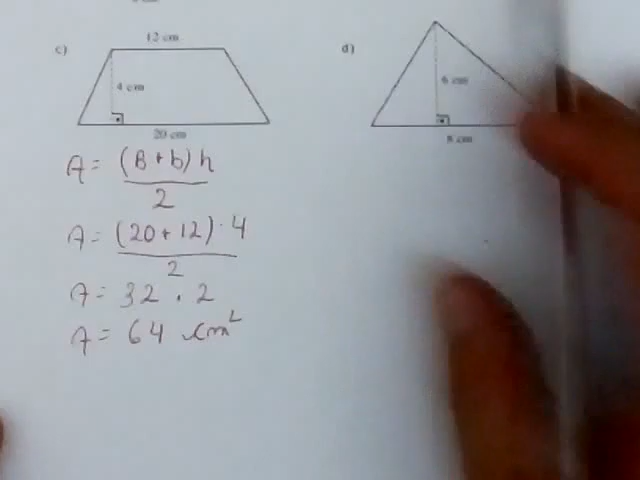 c)
12 cm
4 cm
20 cm
A = (B + b) h
2
A = (20 + 12) · 4
2
A = 32 . 2
A = 64 cm²
d)
6 cm
8 cm